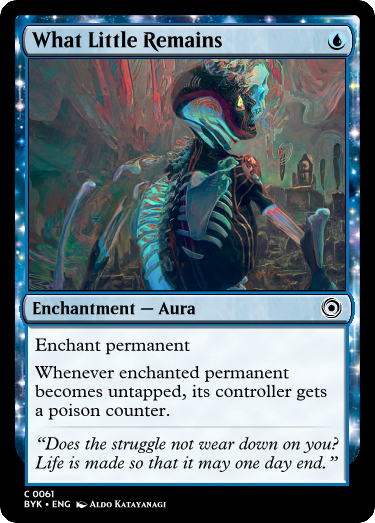 What Little Remains
Enchantment — Aura
Enchant permanent
Whenever enchanted permanent
becomes untapped, its controller gets
a poison counter.
“Does the struggle not wear down on you?
Life is made so that it may one day end.”
C 0061
BYK • ENG Aldo Katayanagi